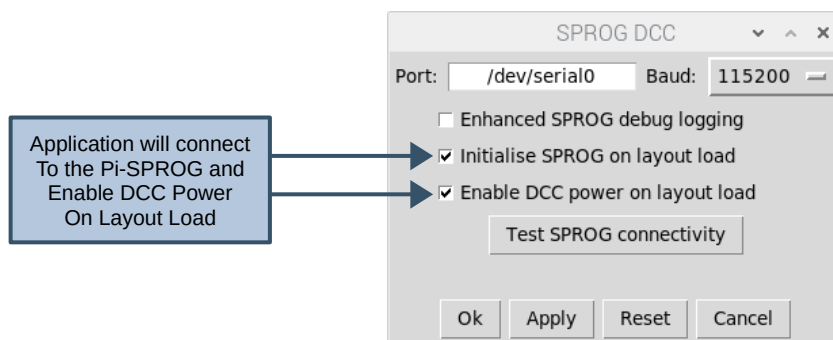 SPROG DCC
Port: /dev/serial0 Baud: 115200
Enhanced SPROG debug logging
Application will connect
To the Pi-SPROG and
Enable DCC Power
On Layout Load
Initialise SPROG on layout load
Enable DCC power on layout load
Test SPROG connectivity
Ok Apply Reset Cancel